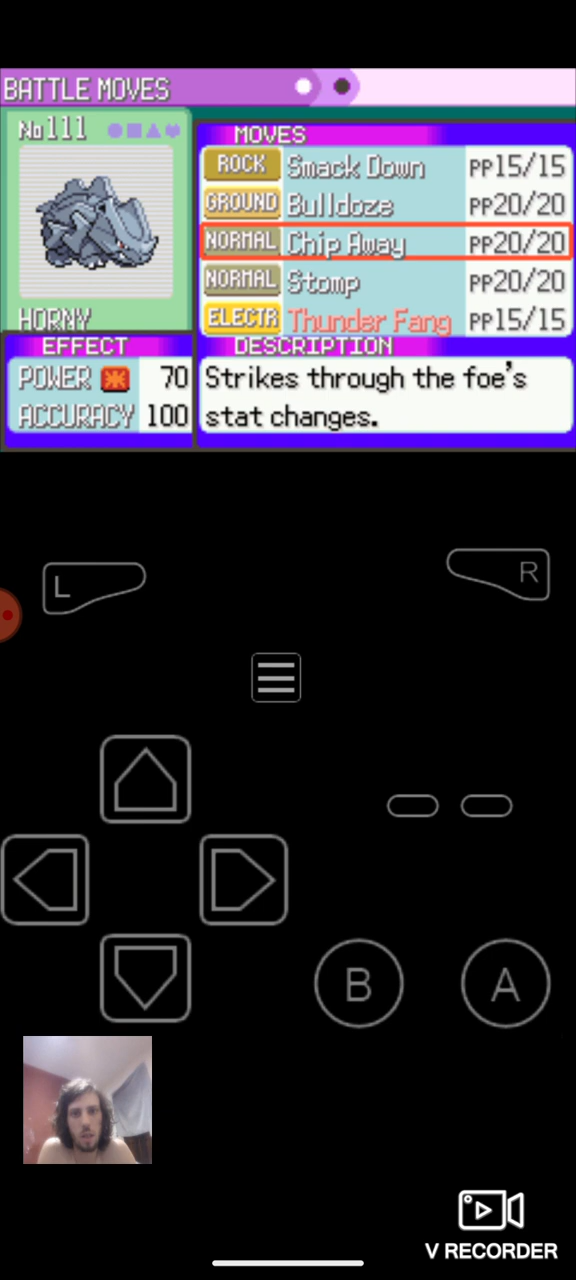 BATTLE MOVES
No111
MOVES
ROCK Smack Down PP15/15
GROUND Bulldoze PP20/20
NORMAL Chip Away PP20/20
NORMAL Stomp PP20/20
HORNY
ELECTR Thunder Fang PP15/15
EFFECT
DESCRIPTION
POWER 70
ACCURACY 100
Strikes through the foe's
stat changes.
L
R
B
A
V RECORDER